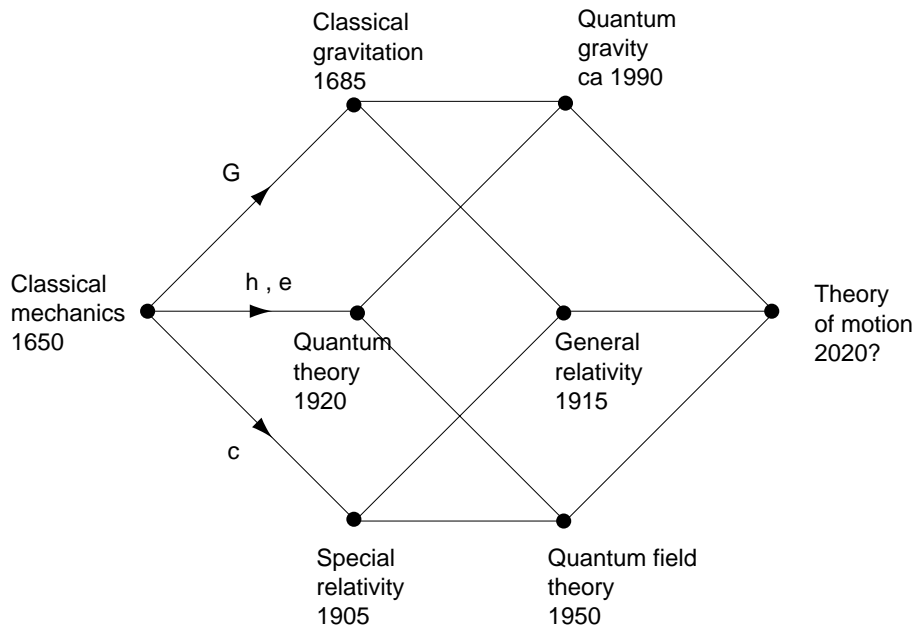 Classical
gravitation
1685
Quantum
gravity
ca 1990
G
Classical
mechanics
1650
h , e
Quantum
theory
1920
General
relativity
1915
Theory
of motion
2020?
c
Special
relativity
1905
Quantum field
theory
1950